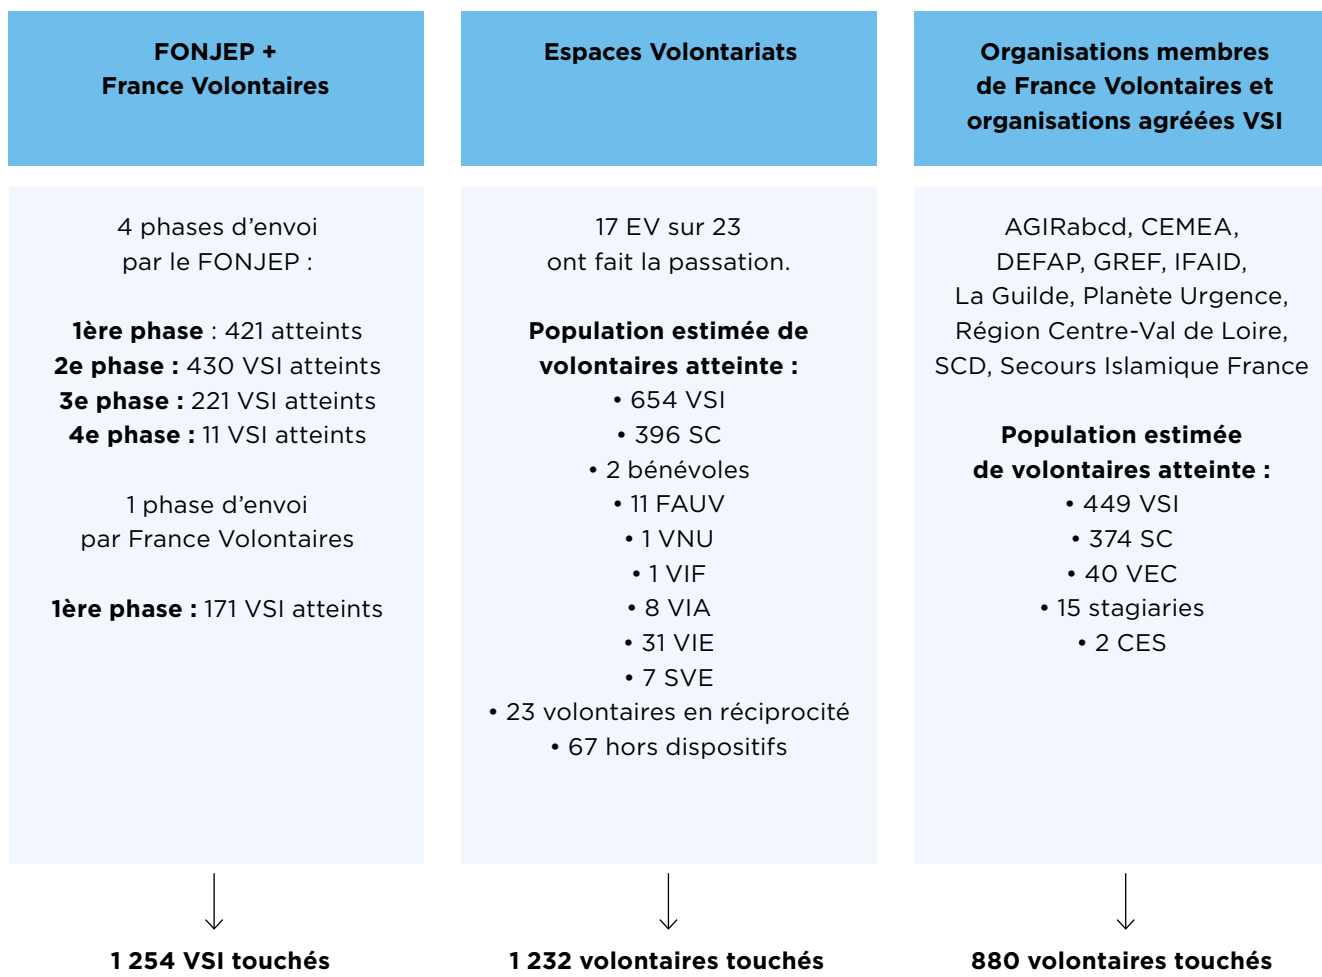 FONJEP +
France Volontaires
4 phases d’envoi
par le FONJEP :
1ère phase : 421 atteints
2e phase : 430 VSI atteints
3e phase : 221 VSI atteints
4e phase : 11 VSI atteints
1 phase d’envoi
par France Volontaires
1ère phase : 171 VSI atteints
1 254 VSI touchés
Espaces Volontariats
17 EV sur 23
ont fait la passation.
Population estimée de
volontaires atteinte :
• 654 VSI
• 396 SC
• 2 bénévoles
• 11 FAUV
• 1 VNU
• 1 VIF
• 8 VIA
• 31 VIE
• 7 SVE
• 23 volontaires en réciprocité
• 67 hors dispositifs
1 232 volontaires touchés
Organisations membres
de France Volontaires et
organisations agréées VSI
AGIRabcd, CEMEA,
DEFAP, GREF, IFAID,
La Guilde, Planète Urgence,
Région Centre-Val de Loire,
SCD, Secours Islamique France
Population estimée
de volontaires atteinte :
• 449 VSI
• 374 SC
• 40 VEC
• 15 stagiaries
• 2 CES
880 volontaires touchés